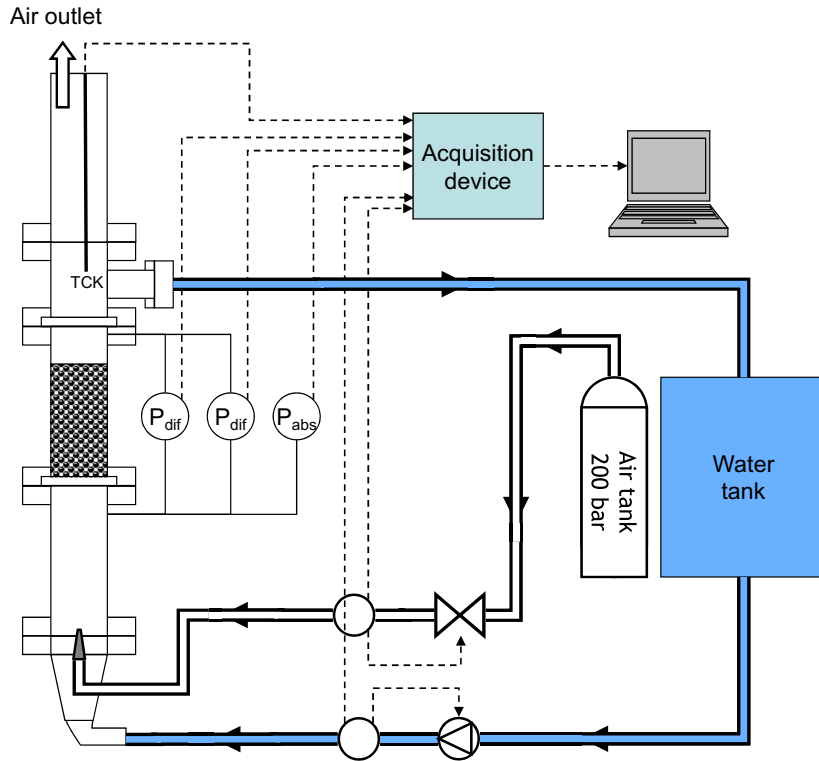 Air outlet
Acquisition
device
TCK
P dif
P dif
P abs
Air tank
200 bar
Water
tank